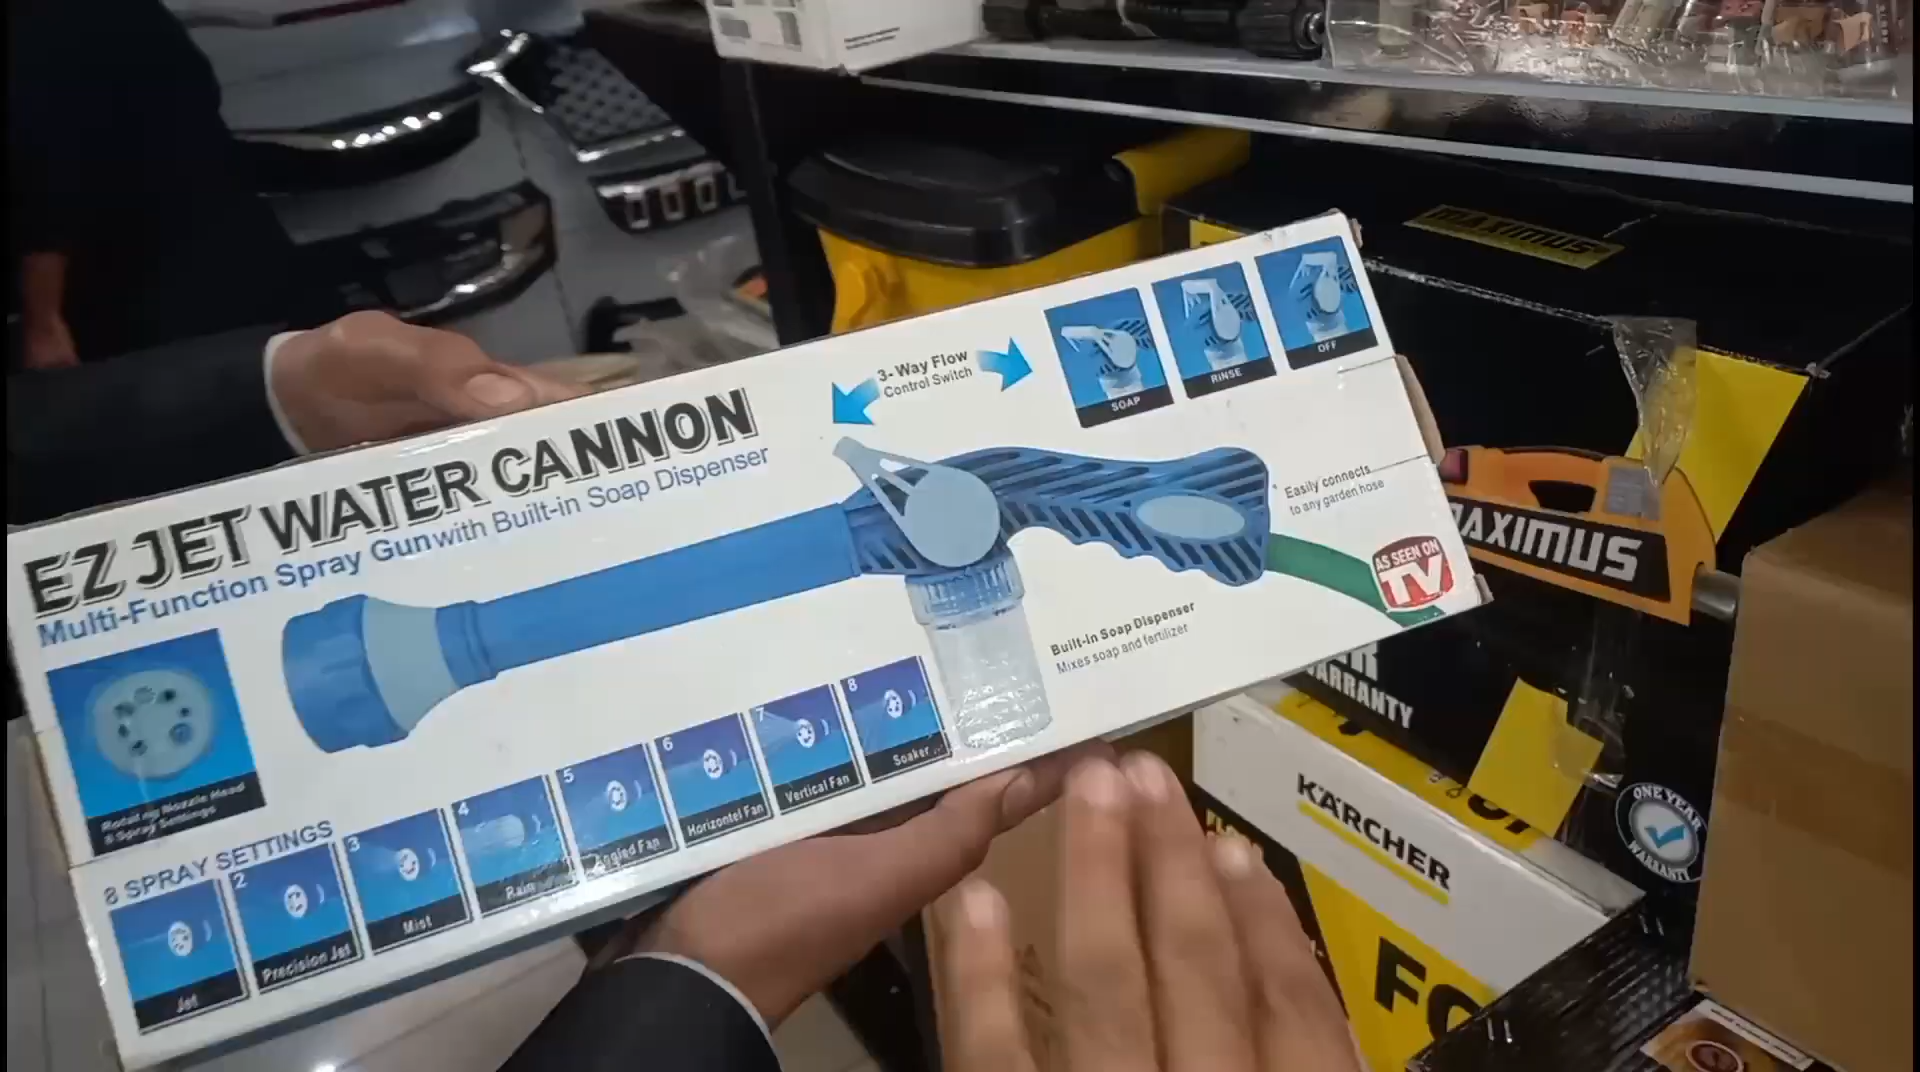 MAXIMUS
3-Way Flow
Control Switch
SOAP
RINSE
OFF
EZ JET WATER CANNON
Multi-Function Spray Gun with Built-in Soap Dispenser
Easily connects
to any garden hose
AS SEEN ON
TV
Built-in Soap Dispenser
Mixes soap and fertilizer
Rotating Nozzle Head
8 Spray Settings
8 SPRAY SETTINGS
Jet
2
Precision Jet
3
Mist
4
Rain
5
Angled Fan
6
Horizontel Fan
7
Vertical Fan
8
Soaker
MAXIMUS
WARRANTY
KÄRCHER
ONE YEAR
WARRANTY